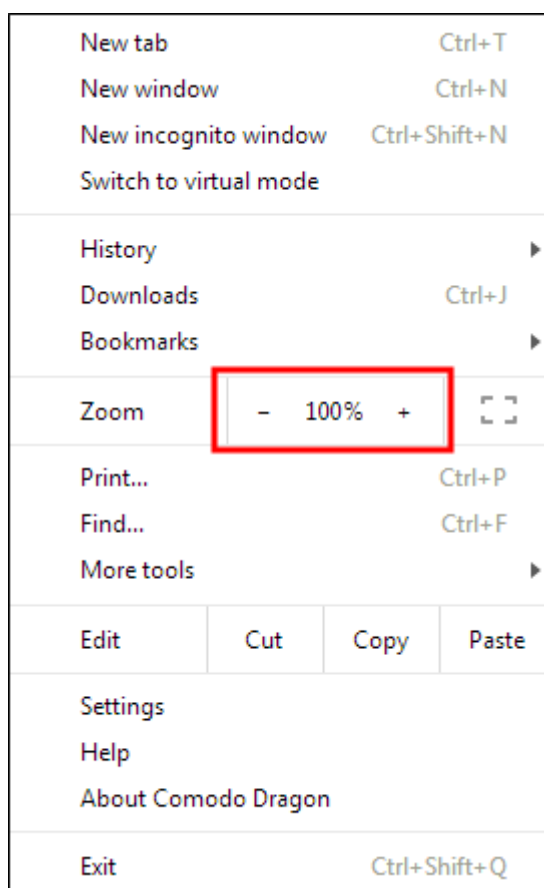 New tab Ctrl+T
New window Ctrl+N
New incognito window Ctrl+Shift+N
Switch to virtual mode
History
Downloads Ctrl+J
Bookmarks
Zoom - 100% +
Print... Ctrl+P
Find... Ctrl+F
More tools
Edit Cut Copy Paste
Settings
Help
About Comodo Dragon
Exit Ctrl+Shift+Q